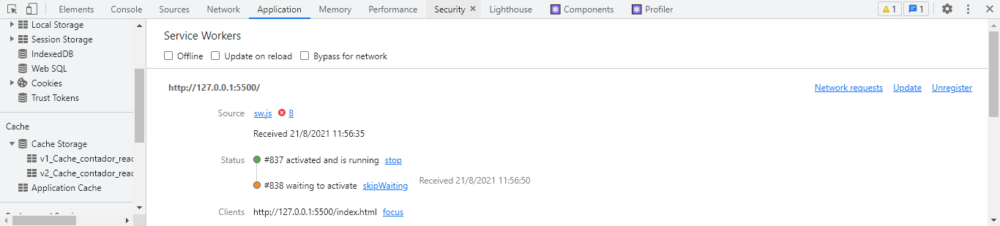 Elements Console Sources Network Application Memory Performance Security Lighthouse Components Profiler 1 1
Local Storage
Session Storage
IndexedDB
Web SQL
Cookies
Trust Tokens
Cache
Cache Storage
v1_Cache_contador_reac
v2_Cache_contador_reac
Application Cache
Service Workers
Offline Update on reload Bypass for network
http://127.0.0.1:5500/ Network requests Update Unregister
Source sw.js 8
Received 21/8/2021 11:56:35
Status #837 activated and is running stop
#838 waiting to activate skipWaiting Received 21/8/2021 11:56:50
Clients http://127.0.0.1:5500/index.html focus